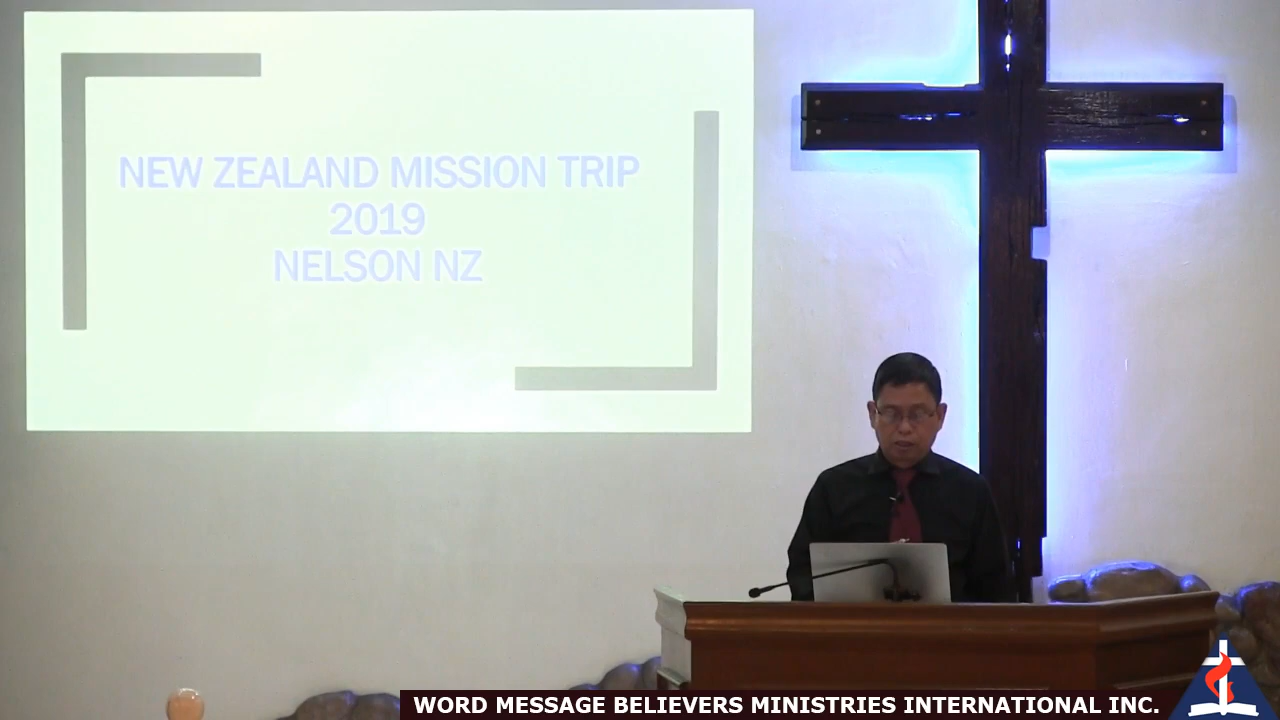 NEW ZEALAND MISSION TRIP
2019
NELSON NZ
WORD MESSAGE BELIEVERS MINISTRIES INTERNATIONAL INC.